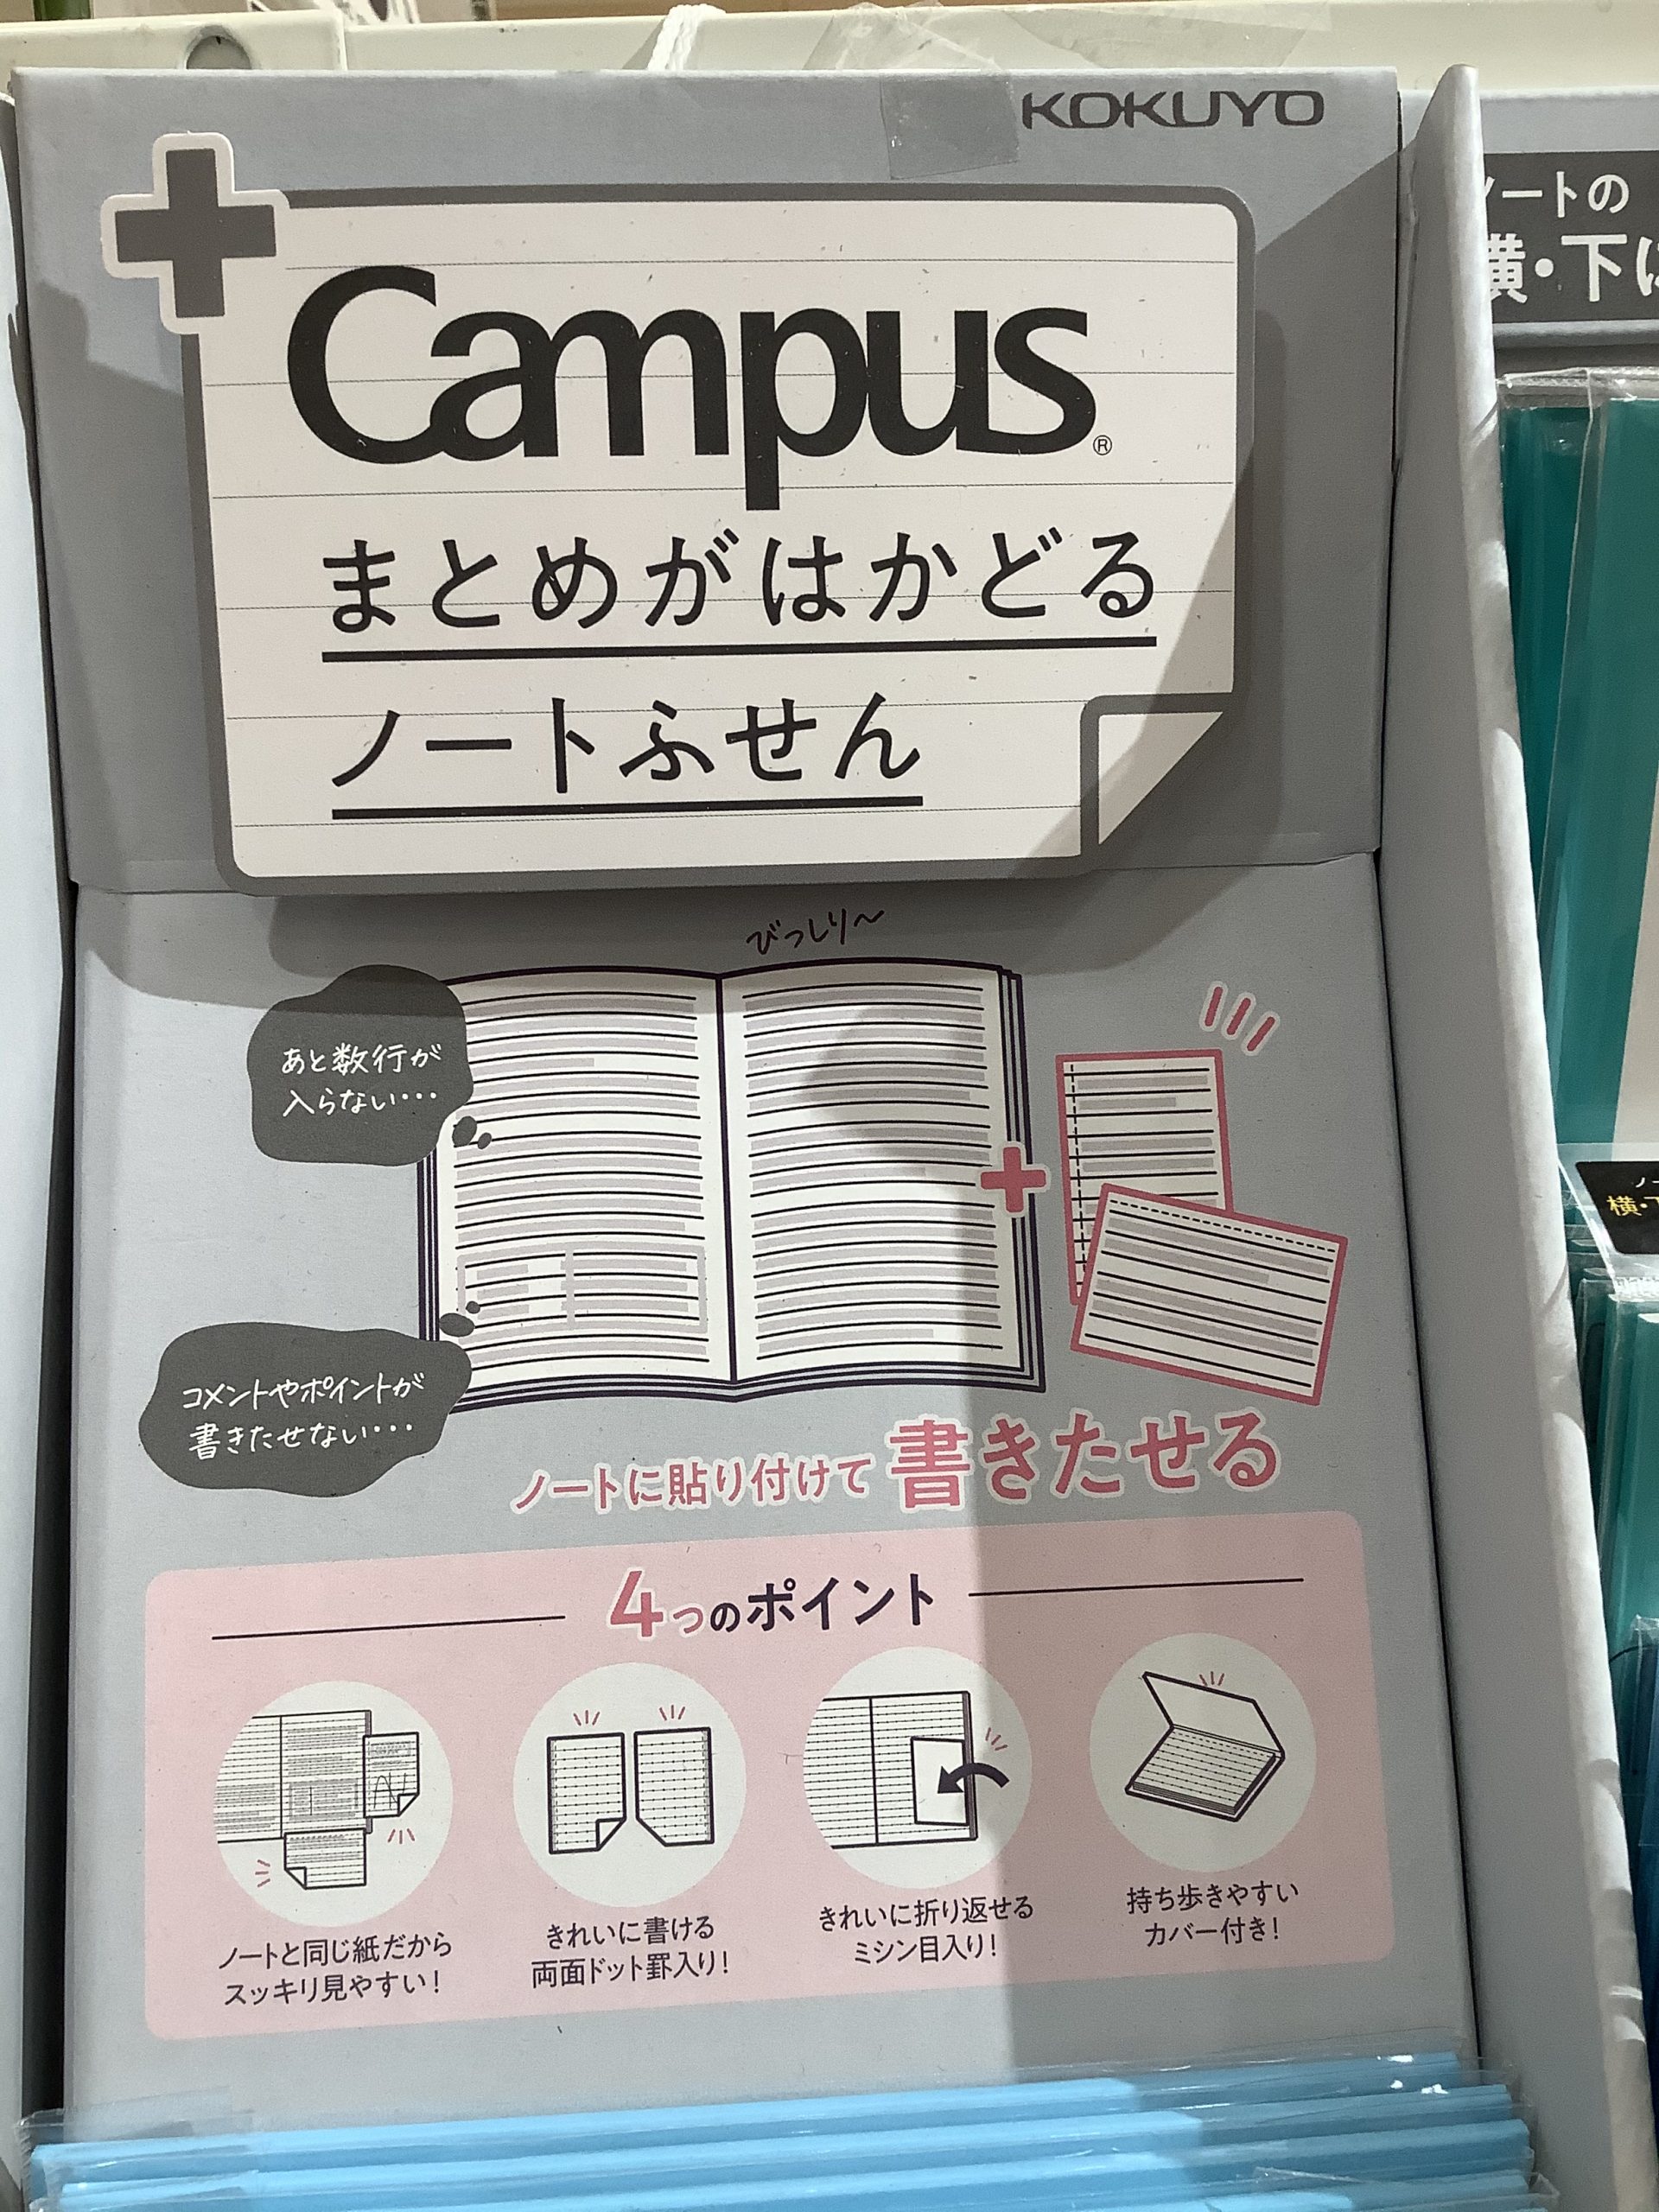 KOKUYO
Campus®
まとめがはかどる
ノートふせん
びっしり〜
あと数行が
入らない・・・
コメントやポイントが
書きたせない・・・
ノートに貼り付けて書きたせる
4つのポイント
ノートと同じ紙だから
スッキリ見やすい！
きれいに書ける
両面ドット罫入り！
きれいに折り返せる
ミシン目入り！
持ち歩きやすい
カバー付き！
ノートの
横・下に
横・下